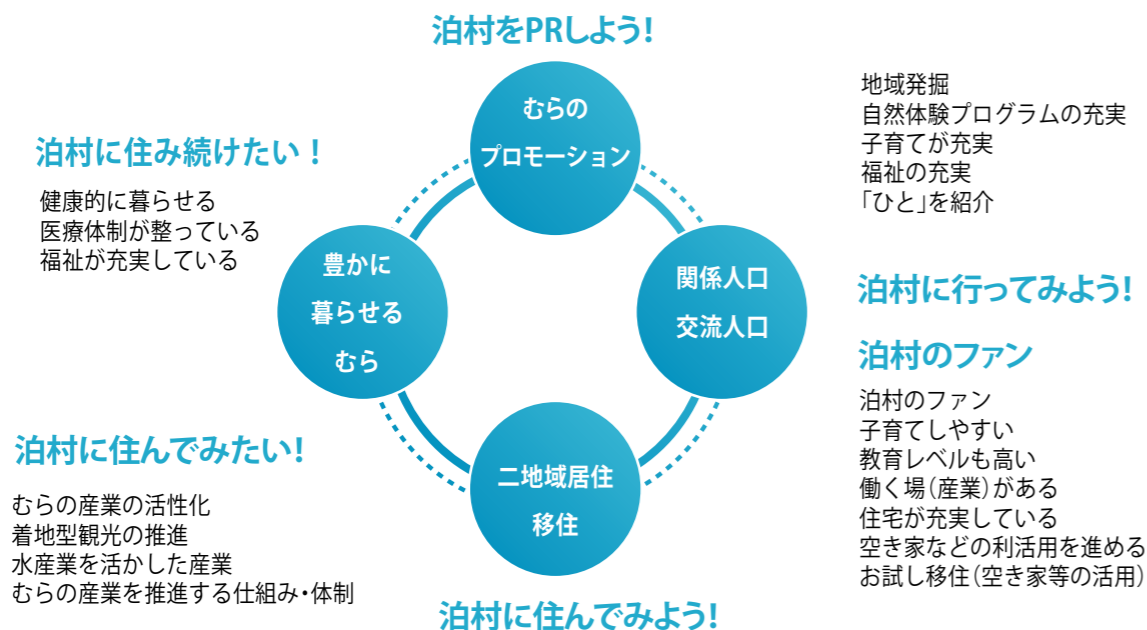 泊村をPRしよう!
むらの
プロモーション
地域発掘
自然体験プログラムの充実
子育てが充実
福祉の充実
「ひと」を紹介
泊村に住み続けたい！
健康的に暮らせる
医療体制が整っている
福祉が充実している
豊かに
暮らせる
むら
関係人口
交流人口
泊村に行ってみよう!
泊村のファン
泊村のファン
子育てしやすい
教育レベルも高い
働く場(産業)がある
住宅が充実している
空き家などの利活用を進める
お試し移住(空き家等の活用)
泊村に住んでみたい!
むらの産業の活性化
着地型観光の推進
水産業を活かした産業
むらの産業を推進する仕組み・体制
二地域居住
移住
泊村に住んでみよう!